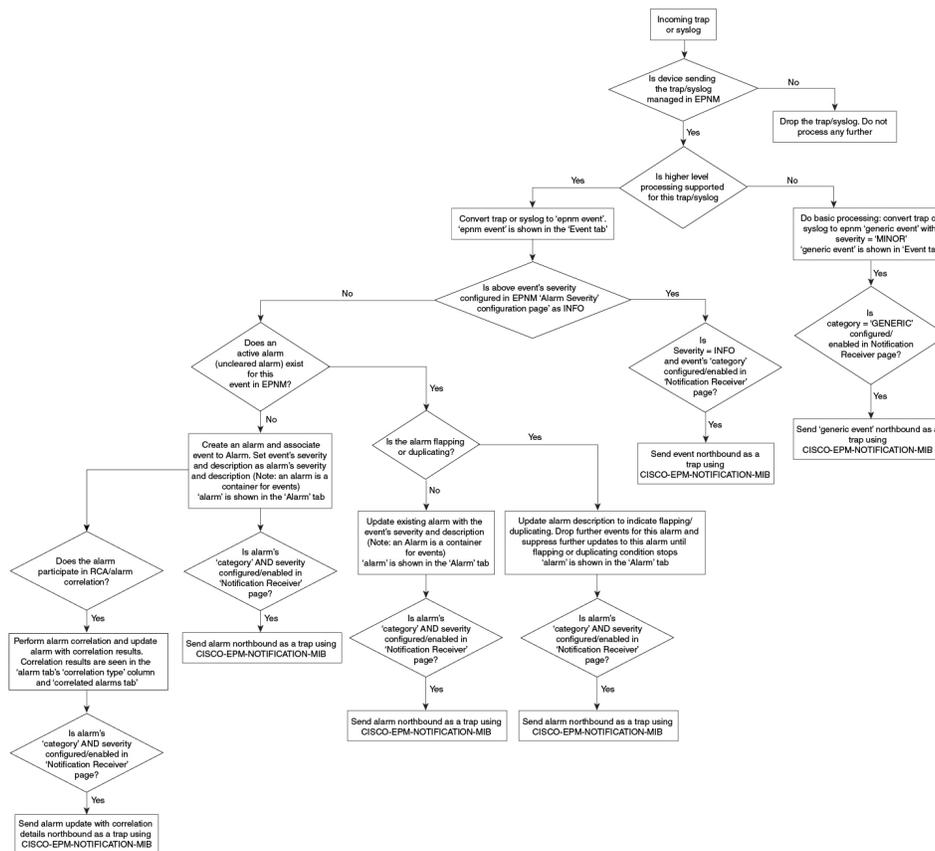 Incoming trap
or syslog
Is device sending
the trap/syslog
managed in EPNM
No
Drop the trap/syslog. Do not
process any further
Yes
Is higher level
processing supported
for this trap/syslog
Yes
No
Convert trap or syslog to ‘epnm event’.
‘epnm event’ is shown in the ‘Event tab’
Do basic processing: convert trap o
syslog to epnm ‘generic event’ with
severity = ‘MINOR’
‘generic event’ is shown in ‘Event ta
Is above event’s severity
configured in EPNM ‘Alarm Severity’
configuration page’ as INFO
No
Yes
Yes
Is
category = ‘GENERIC’
configured/
enabled in Notification
Receiver page?
Yes
Send ‘generic event’ northbound as a
trap using
CISCO-EPM-NOTIFICATION-MIB
Is
Severity = INFO
and event’s ‘category’
configured/enabled in
‘Notification Receiver’
page?
Yes
Send event northbound as a
trap using
CISCO-EPM-NOTIFICATION-MIB
Does an
active alarm
(uncleared alarm) exist
for this
event in EPNM?
Yes
No
Is the alarm flapping
or duplicating?
Yes
No
Create an alarm and associate
event to Alarm. Set event’s severity
and description as alarm’s severity
and description (Note: an alarm is a
container for events)
‘alarm’ is shown in the ‘Alarm’ tab
Update existing alarm with the
event’s severity and description
(Note: an Alarm is a container
for events)
‘alarm’ is shown in the ‘Alarm’ tab
Update alarm description to indicate flapping/
duplicating. Drop further events for this alarm and
suppress further updates to this alarm until
flapping or duplicating condition stops
‘alarm’ is shown in the ‘Alarm’ tab
Does the alarm
participate in RCA/alarm
correlation?
Yes
Is alarm’s
‘category’ AND severity
configured/enabled in
‘Notification Receiver’
page?
Yes
Send alarm northbound as a trap using
CISCO-EPM-NOTIFICATION-MIB
Is alarm’s
‘category’ AND severity
configured/enabled in
‘Notification Receiver’
page?
Yes
Send alarm northbound as a trap using
CISCO-EPM-NOTIFICATION-MIB
Is alarm’s
‘category’ AND severity
configured/enabled in
‘Notification Receiver’
page?
Yes
Send alarm northbound as a trap using
CISCO-EPM-NOTIFICATION-MIB
Perform alarm correlation and update
alarm with correlation results.
Correlation results are seen in the
‘alarm tab’s ‘correlation type’ column
and ‘correlated alarms tab’
Is alarm’s
‘category’ AND severity
configured/enabled in
‘Notification Receiver’
page?
Yes
Send alarm update with correlation
details northbound as a trap using
CISCO-EPM-NOTIFICATION-MIB